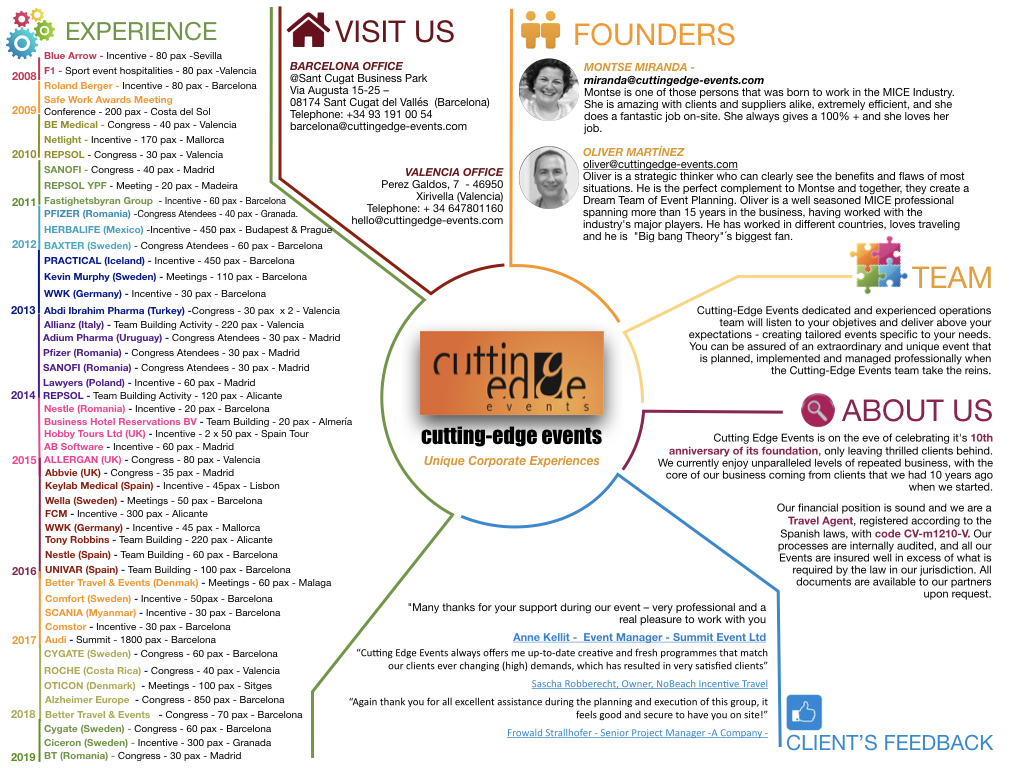 EXPERIENCE
Blue Arrow - Incentive - 80 pax -Sevilla
2008
F1 - Sport event hospitalities - 80 pax -Valencia
Roland Berger - Incentive - 80 pax - Barcelona
Safe Work Awards Meeting
2009
Conference - 200 pax - Costa del Sol
BE Medical - Congress - 40 pax - Valencia
Netlight - Incentive - 170 pax - Mallorca
2010
REPSOL - Congress - 30 pax - Valencia
SANOFI - Congress - 40 pax - Madrid
REPSOL YPF - Meeting - 20 pax - Madeira
2011
Fastighetsbyran Group - Incentive - 60 pax - Barcelona
PFIZER (Romania) -Congress Atendees - 40 pax - Granada.
HERBALIFE (Mexico) -Incentive - 450 pax - Budapest & Prague
2012
BAXTER (Sweden) - Congress Atendees - 60 pax - Barcelona
PRACTICAL (Iceland) - Incentive - 450 pax - Barcelona
Kevin Murphy (Sweden) - Meetings - 110 pax - Barcelona
WWK (Germany) - Incentive - 30 pax - Barcelona
2013
Abdi Ibrahim Pharma (Turkey) -Congress - 30 pax x 2 - Valencia
Allianz (Italy) - Team Building Activity - 220 pax - Valencia
Adium Pharma (Uruguay) - Congress Atendees - 30 pax - Madrid
Pfizer (Romania) - Congress Atendees - 30 pax - Madrid
SANOFI (Romania) - Congress Atendees - 30 pax - Madrid
Lawyers (Poland) - Incentive - 60 pax - Madrid
2014
REPSOL - Team Building Activity - 120 pax - Alicante
Nestle (Romania) - Incentive - 20 pax - Barcelona
Business Hotel Reservations BV - Team Building - 20 pax - Almería
Hobby Tours Ltd (UK) - Incentive - 2 x 50 pax - Spain Tour
AB Software - Incentive - 60 pax - Madrid
2015
ALLERGAN (UK) - Congress - 80 pax - Valencia
Abbvie (UK) - Congress - 35 pax - Madrid
Keylab Medical (Spain) - Incentive - 45pax - Lisbon
Wella (Sweden) - Meetings - 50 pax - Barcelona
FCM - Incentive - 300 pax - Alicante
WWK (Germany) - Incentive - 45 pax - Mallorca
Tony Robbins - Team Building - 220 pax - Alicante
Nestle (Spain) - Team Building - 60 pax - Barcelona
2016
UNIVAR (Spain) - Team Building - 100 pax - Barcelona
Better Travel & Events (Denmak) - Meetings - 60 pax - Malaga
Comfort (Sweden) - Incentive - 50pax - Barcelona
SCANIA (Myanmar) - Incentive - 30 pax - Barcelona
Comstor - Incentive - 30 pax - Barcelona
2017
Audi - Summit - 1800 pax - Barcelona
CYGATE (Sweden) - Congress - 60 pax - Barcelona
ROCHE (Costa Rica) - Congress - 40 pax - Valencia
OTICON (Denmark) - Meetings - 100 pax - Sitges
Alzheimer Europe - Congress - 850 pax - Barcelona
2018
Better Travel & Events - Congress - 70 pax - Barcelona
Cygate (Sweden) - Congress - 60 pax - Barcelona
Ciceron (Sweden) - Incentive - 300 pax - Granada
2019
BT (Romania) - Congress - 30 pax - Madrid
VISIT US
BARCELONA OFFICE
@Sant Cugat Business Park
Via Augusta 15-25 –
08174 Sant Cugat del Vallés (Barcelona)
Telephone: +34 93 191 00 54
barcelona@cuttingedge-events.com
VALENCIA OFFICE
Perez Galdos, 7 - 46950
Xirivella (Valencia)
Telephone: + 34 647801160
hello@cuttingedge-events.com
FOUNDERS
MONTSE MIRANDA -
miranda@cuttingedge-events.com
Montse is one of those persons that was born to work in the MICE Industry.
She is amazing with clients and suppliers alike, extremely efficient, and she
does a fantastic job on-site. She always gives a 100% + and she loves her
job.
OLIVER MARTÍNEZ
oliver@cuttingedge-events.com
Oliver is a strategic thinker who can clearly see the benefits and flaws of most
situations. He is the perfect complement to Montse and together, they create a
Dream Team of Event Planning. Oliver is a well seasoned MICE professional
spanning more than 15 years in the business, having worked with the
industry's major players. He has worked in different countries, loves traveling
and he is "Big bang Theory"´s biggest fan.
TEAM
Cutting-Edge Events dedicated and experienced operations
team will listen to your objetives and deliver above your
expectations - creating tailored events specific to your needs.
You can be assured of an extraordinary and unique event that
is planned, implemented and managed professionally when
the Cutting-Edge Events team take the reins.
cuttin
edge
events
cutting-edge events
Unique Corporate Experiences
ABOUT US
Cutting Edge Events is on the eve of celebrating it's 10th
anniversary of its foundation, only leaving thrilled clients behind.
We currently enjoy unparalleled levels of repeated business, with the
core of our business coming from clients that we had 10 years ago
when we started.
Our financial position is sound and we are a
Travel Agent, registered according to the
Spanish laws, with code CV-m1210-V. Our
processes are internally audited, and all our
Events are insured well in excess of what is
required by the law in our jurisdiction. All
documents are available to our partners
upon request.
"Many thanks for your support during our event – very professional and a
real pleasure to work with you
Anne Kellit - Event Manager - Summit Event Ltd
“Cutting Edge Events always offers me up-to-date creative and fresh programmes that match
our clients ever changing (high) demands, which has resulted in very satisfied clients”
Sascha Robberecht, Owner, NoBeach Incentive Travel
“Again thank you for all excellent assistance during the planning and execution of this group, it
feels good and secure to have you on site!”
Frowald Strallhofer - Senior Project Manager -A Company -
CLIENT’S FEEDBACK